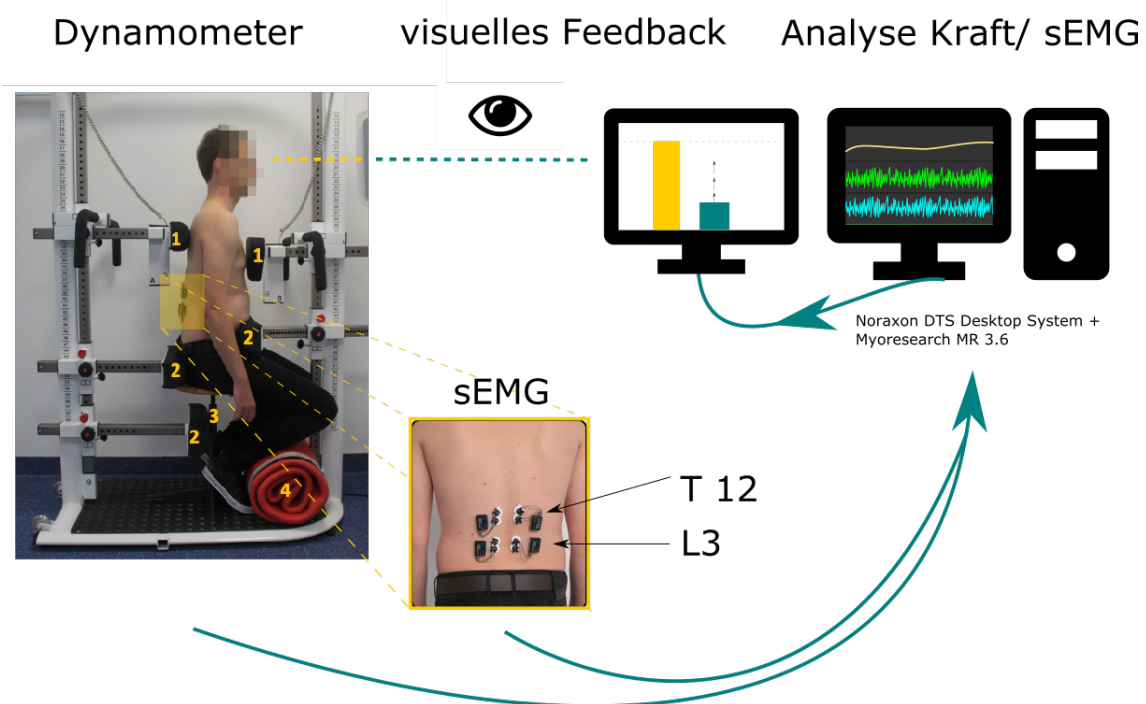 Dynamometer
visuelles Feedback
Analyse Kraft/ sEMG
1
1
A
B
2
2
3
2
4
Noraxon DTS Desktop System +
Myoresearch MR 3.6
sEMG
T 12
L3